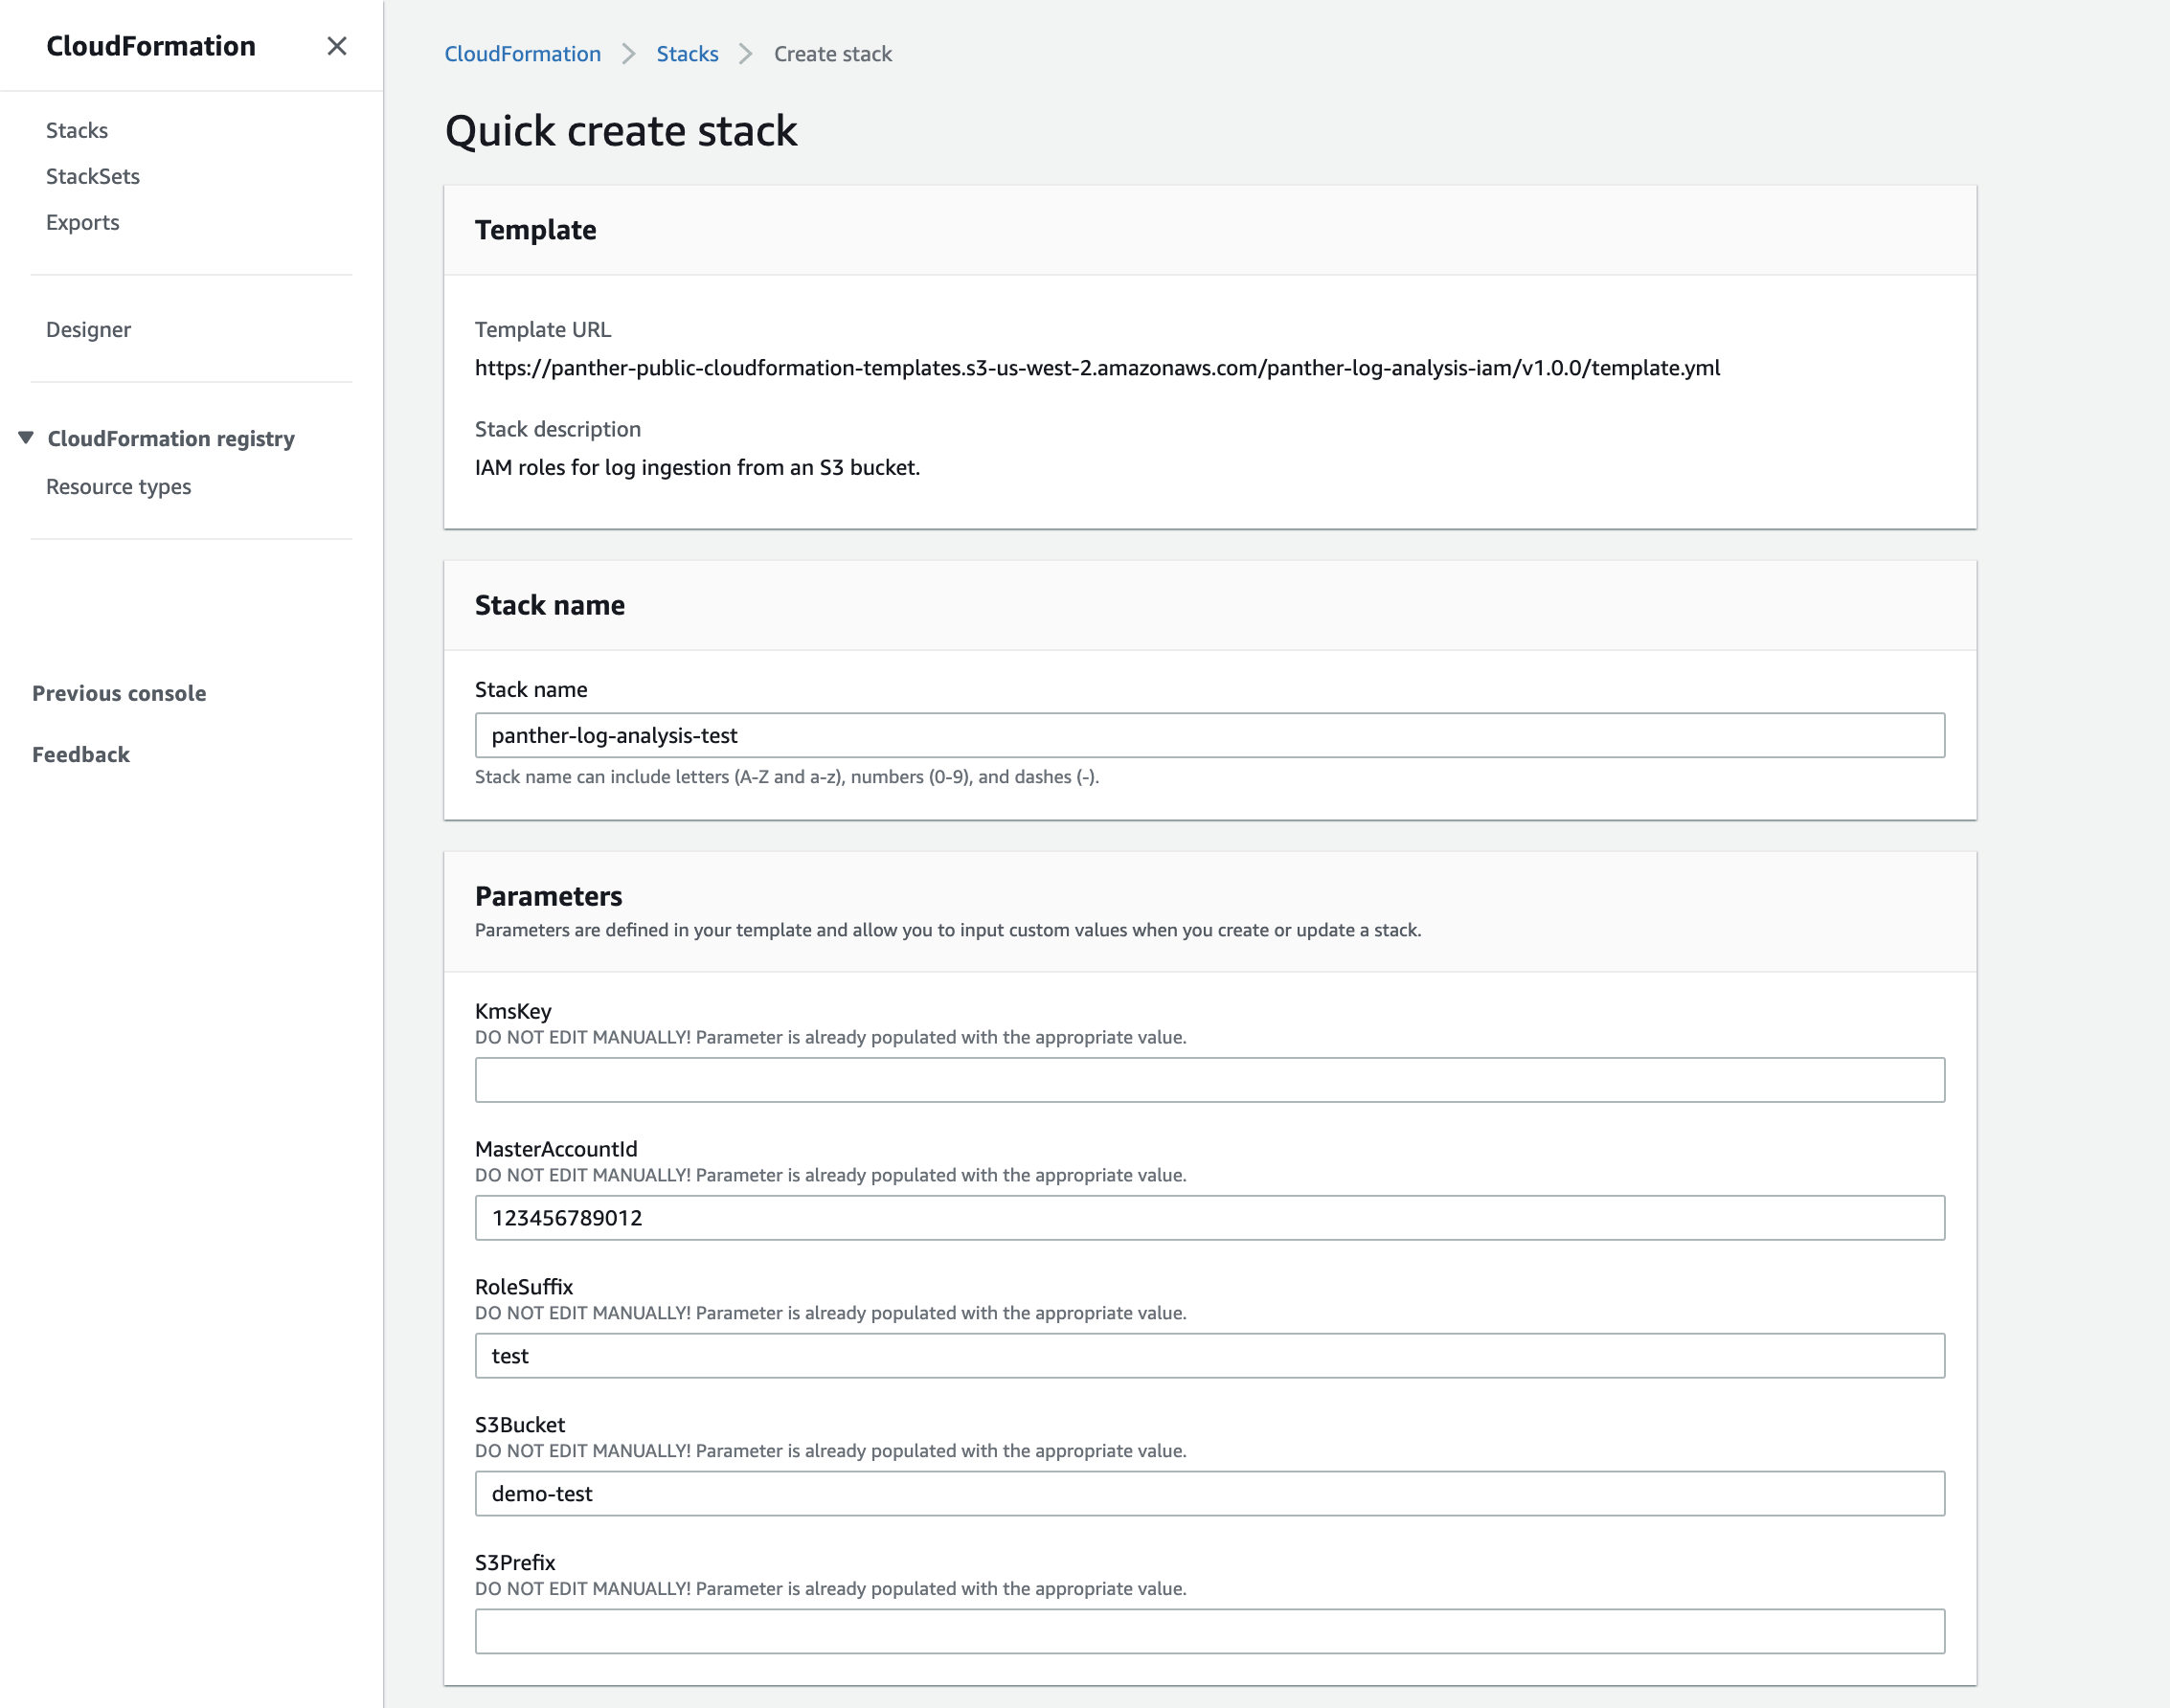 CloudFormation
Stacks
StackSets
Exports
Designer
CloudFormation registry
Resource types
Previous console
Feedback
CloudFormation > Stacks > Create stack
Quick create stack
Template
Template URL
https://panther-public-cloudformation-templates.s3-us-west-2.amazonaws.com/panther-log-analysis-iam/v1.0.0/template.yml
Stack description
IAM roles for log ingestion from an S3 bucket.
Stack name
Stack name
panther-log-analysis-test
Stack name can include letters (A-Z and a-z), numbers (0-9), and dashes (-).
Parameters
Parameters are defined in your template and allow you to input custom values when you create or update a stack.
KmsKey
DO NOT EDIT MANUALLY! Parameter is already populated with the appropriate value.
MasterAccountId
DO NOT EDIT MANUALLY! Parameter is already populated with the appropriate value.
123456789012
RoleSuffix
DO NOT EDIT MANUALLY! Parameter is already populated with the appropriate value.
test
S3Bucket
DO NOT EDIT MANUALLY! Parameter is already populated with the appropriate value.
demo-test
S3Prefix
DO NOT EDIT MANUALLY! Parameter is already populated with the appropriate value.